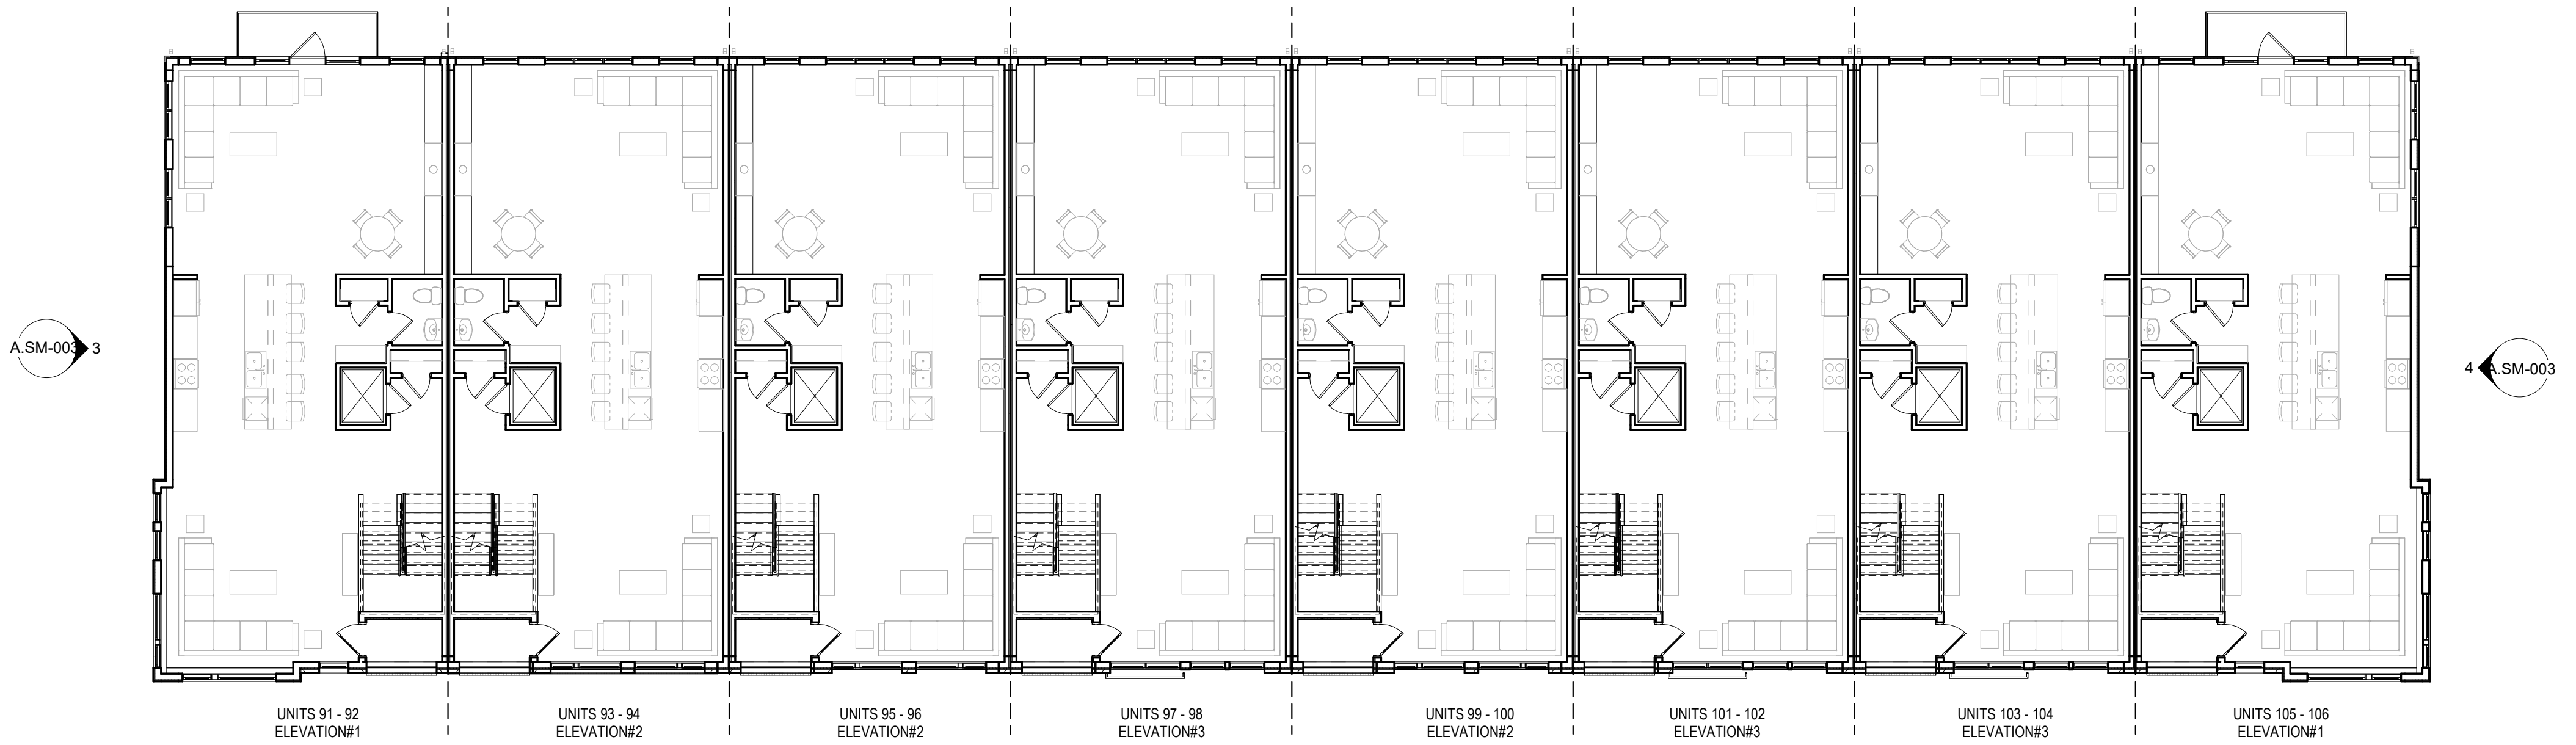 A.SM-003 3
4 A.SM-003
UNITS 91 - 92
ELEVATION#1
UNITS 93 - 94
ELEVATION#2
UNITS 95 - 96
ELEVATION#2
UNITS 97 - 98
ELEVATION#3
UNITS 99 - 100
ELEVATION#2
UNITS 101 - 102
ELEVATION#3
UNITS 103 - 104
ELEVATION#3
UNITS 105 - 106
ELEVATION#1